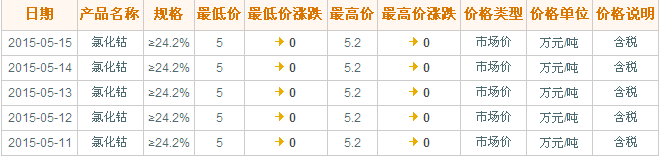 日期 产品名称 规格 最低价 最低价涨跌 最高价 最高价涨跌 价格类型 价格单位 价格说明
2015-05-15 氯化钴 ≥24.2% 5 → 0 5.2 → 0 市场价 万元/吨 含税
2015-05-14 氯化钴 ≥24.2% 5 → 0 5.2 → 0 市场价 万元/吨 含税
2015-05-13 氯化钴 ≥24.2% 5 → 0 5.2 → 0 市场价 万元/吨 含税
2015-05-12 氯化钴 ≥24.2% 5 → 0 5.2 → 0 市场价 万元/吨 含税
2015-05-11 氯化钴 ≥24.2% 5 → 0 5.2 → 0 市场价 万元/吨 含税